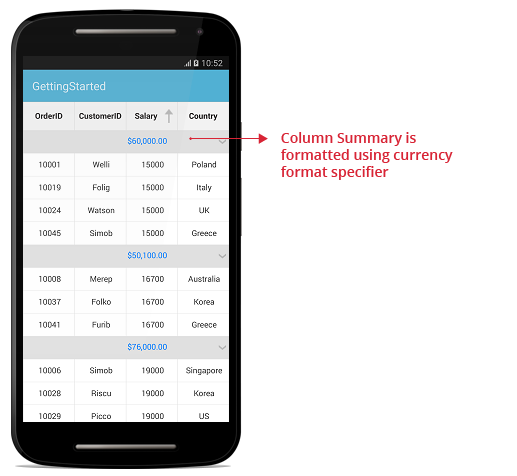 10:52
GettingStarted
OrderID CustomerID Salary Country
$60,000.00
Column Summary is
formatted using currency
format specifier
10001 Welli 15000 Poland
10019 Folig 15000 Italy
10024 Watson 15000 UK
10045 Simob 15000 Greece
$50,100.00
10008 Merep 16700 Australia
10037 Folko 16700 Korea
10041 Furib 16700 Greece
$76,000.00
10006 Simob 19000 Singapore
10028 Riscu 19000 Korea
10029 Picco 19000 US